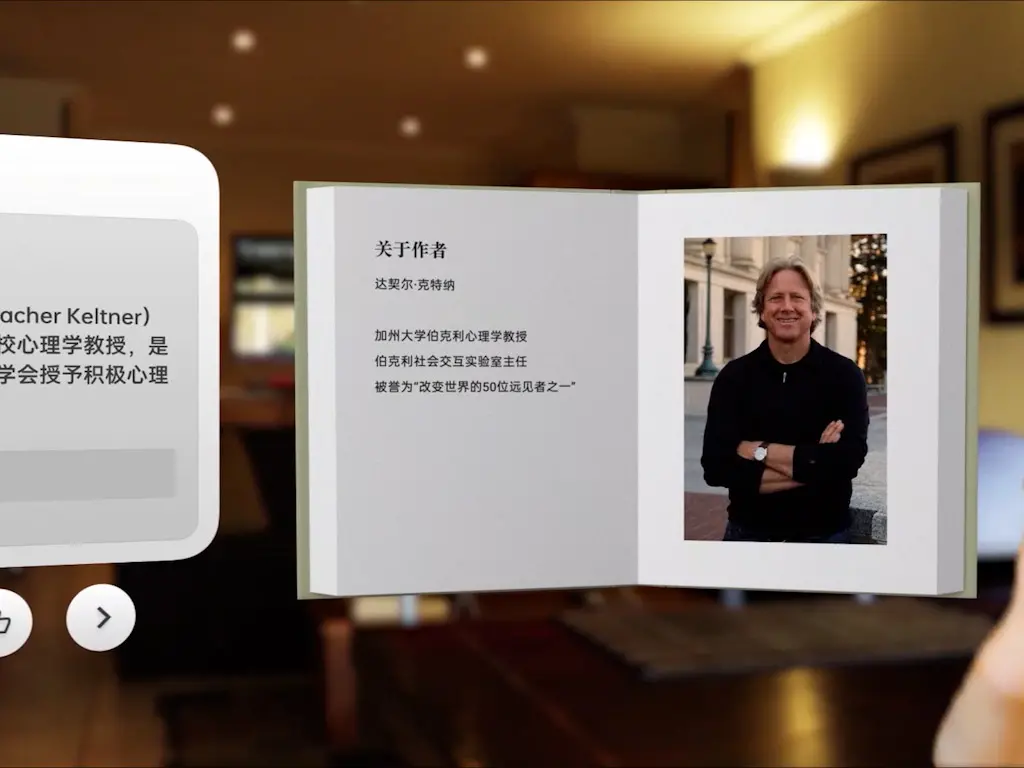 acher Keltner)
校心理学教授，是
学会授予积极心理
关于作者
达契尔·克特纳
加州大学伯克利心理学教授
伯克利社会交互实验室主任
被誉为“改变世界的50位远见者之一”